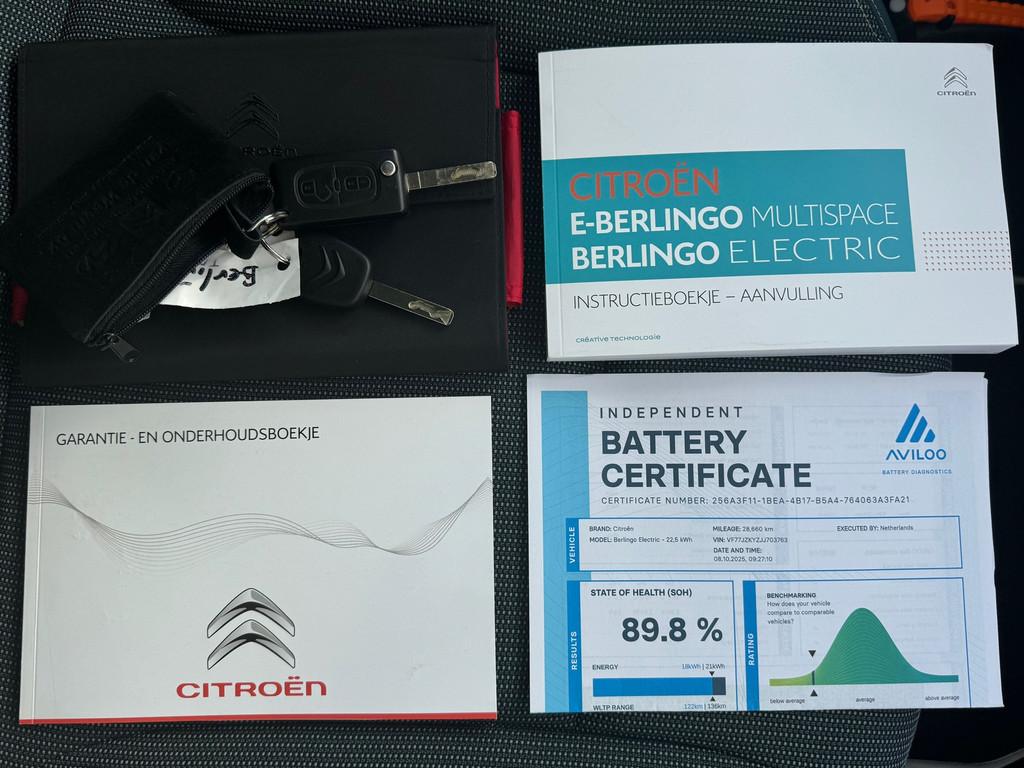 CITROËN
CITROËN
E-BERLINGO MULTISPACE
BERLINGO ELECTRIC
INSTRUCTIEBOEKJE – AANVULLING
CRÉATIVE TECHNOLOGIE
GARANTIE - EN ONDERHOUDSBOEKJE
CITROËN
INDEPENDENT
BATTERY
CERTIFICATE
CERTIFICATE NUMBER: 256A3F11-1BEA-4B17-B5A4-764063A3FA21
AVILOO
BATTERY DIAGNOSTICS
VEHICLE
BRAND: Citroën
MODEL: Berlingo Electric - 22,5 kWh
MILEAGE: 28,660 km
VIN: VF77JZKYZJJ703763
DATE AND TIME:
08.10.2025, 09:27:10
EXECUTED BY: Netherlands
RESULTS
STATE OF HEALTH (SOH)
89.8 %
ENERGY
18kWh | 21kWh
WLTP RANGE
122km | 136km
RATING
BENCHMARKING
How does your vehicle
compare to comparable
vehicles?
below average
average
above average